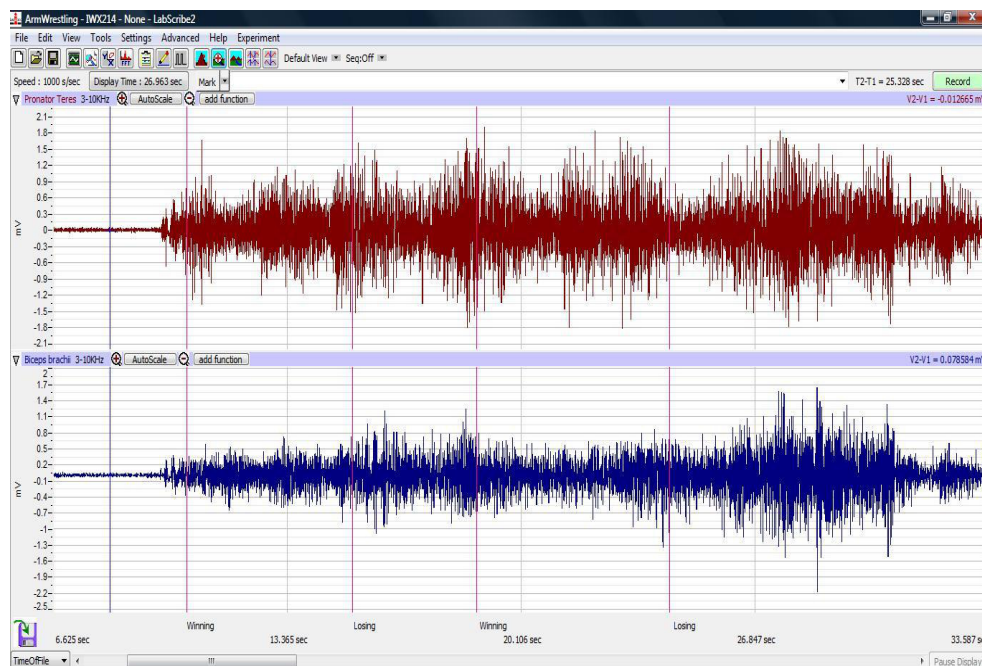 ArmWrestling - IWX214 - None - LabScribe2
File Edit View Tools Settings Advanced Help Experiment
Default View Seq:Off
Speed : 1000 s/sec Display Time : 26.963 sec Mark T2-T1 = 25.328 sec Record
Pronator Teres 3-10KHz AutoScale add function V2-V1 = -0.012665 m
2.1-
1.8-
1.5-
1.2-
0.9-
0.6-
0.3-
0-
-0.3-
-0.6-
-0.9-
-1.2-
-1.5-
-1.8-
-2.1-
mV
Biceps brachii 3-10KHz AutoScale add function V2-V1 = 0.078584 m
2-
1.7-
1.4-
1.1-
0.8-
0.5-
0.2-
-0.1-
-0.4-
-0.7-
-1-
-1.3-
-1.6-
-1.9-
-2.2-
-2.5-
mV
Winning Losing Winning Losing
6.625 sec 13.365 sec 20.106 sec 26.847 sec 33.587 s
TimeOfFile Pause Display